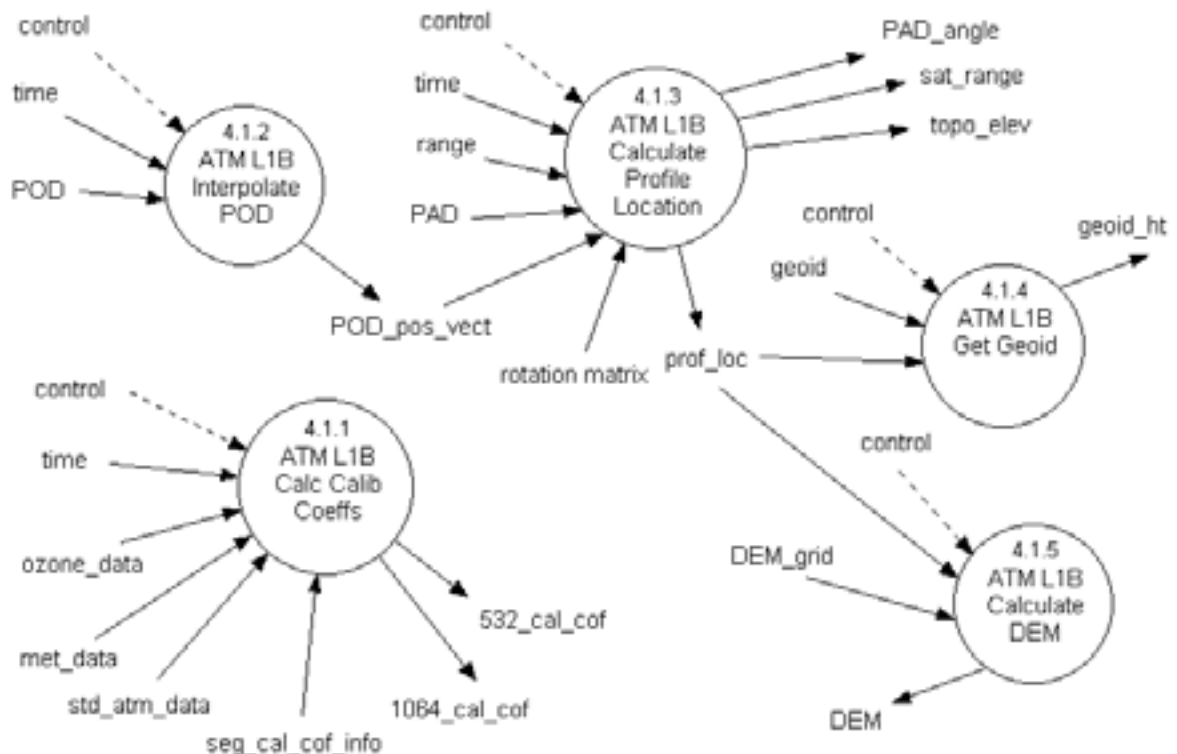 control
time
POD
4.1.2
ATM L1B
Interpolate
POD
POD_pos_vect
control
time
range
PAD
rotation matrix
4.1.3
ATM L1B
Calculate
Profile
Location
PAD_angle
sat_range
topo_elev
prof_loc
control
geoid
4.1.4
ATM L1B
Get Geoid
geoid_ht
control
time
ozone_data
met_data
std_atm_data
seg_cal_cof_info
4.1.1
ATM L1B
Calc Calib
Coeffs
532_cal_cof
1064_cal_cof
control
DEM_grid
4.1.5
ATM L1B
Calculate
DEM
DEM